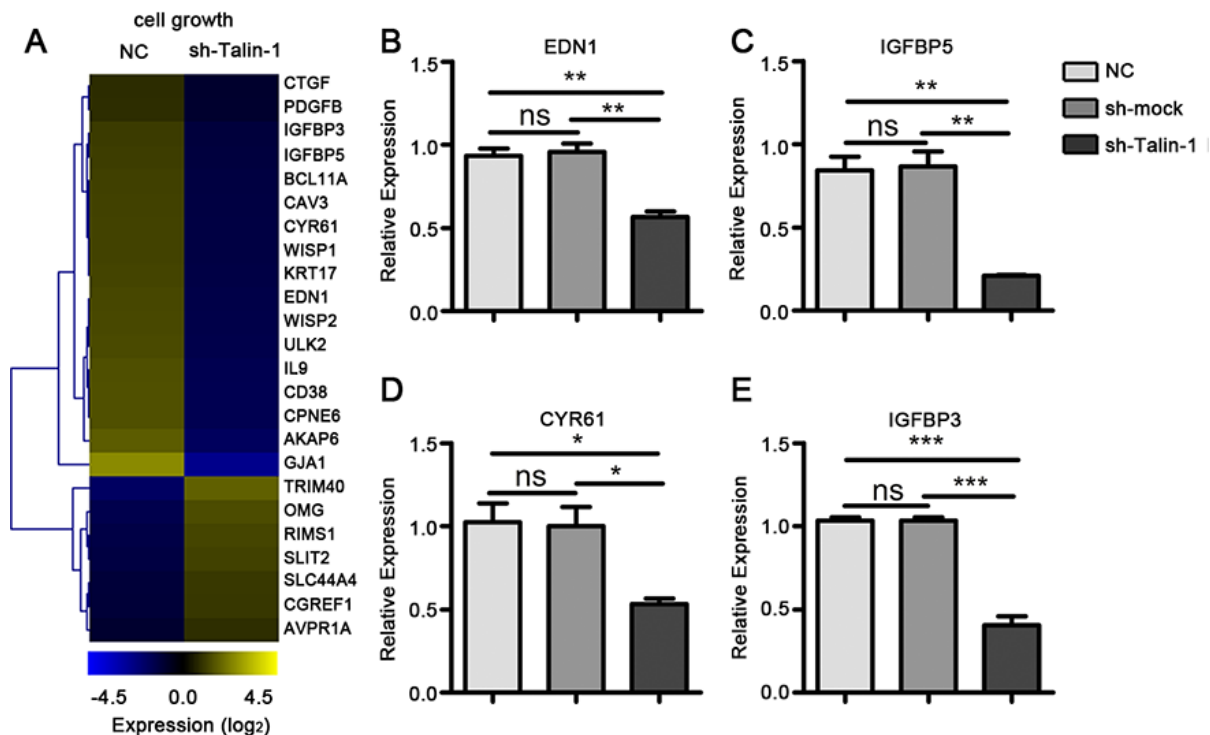 A
cell growth
NC sh-Talin-1
CTGF
PDGFB
IGFBP3
IGFBP5
BCL11A
CAV3
CYR61
WISP1
KRT17
EDN1
WISP2
ULK2
IL9
CD38
CPNE6
AKAP6
GJA1
TRIM40
OMG
RIMS1
SLIT2
SLC44A4
CGREF1
AVPR1A
-4.5 0.0 4.5
Expression (log2)
B
EDN1
Relative Expression
1.5
1.0
0.5
0.0
**
**
ns
C
IGFBP5
Relative Expression
1.5
1.0
0.5
0.0
**
**
ns
NC
sh-mock
sh-Talin-1
D
CYR61
Relative Expression
1.5
1.0
0.5
0.0
*
*
ns
E
IGFBP3
Relative Expression
1.5
1.0
0.5
0.0
***
***
ns